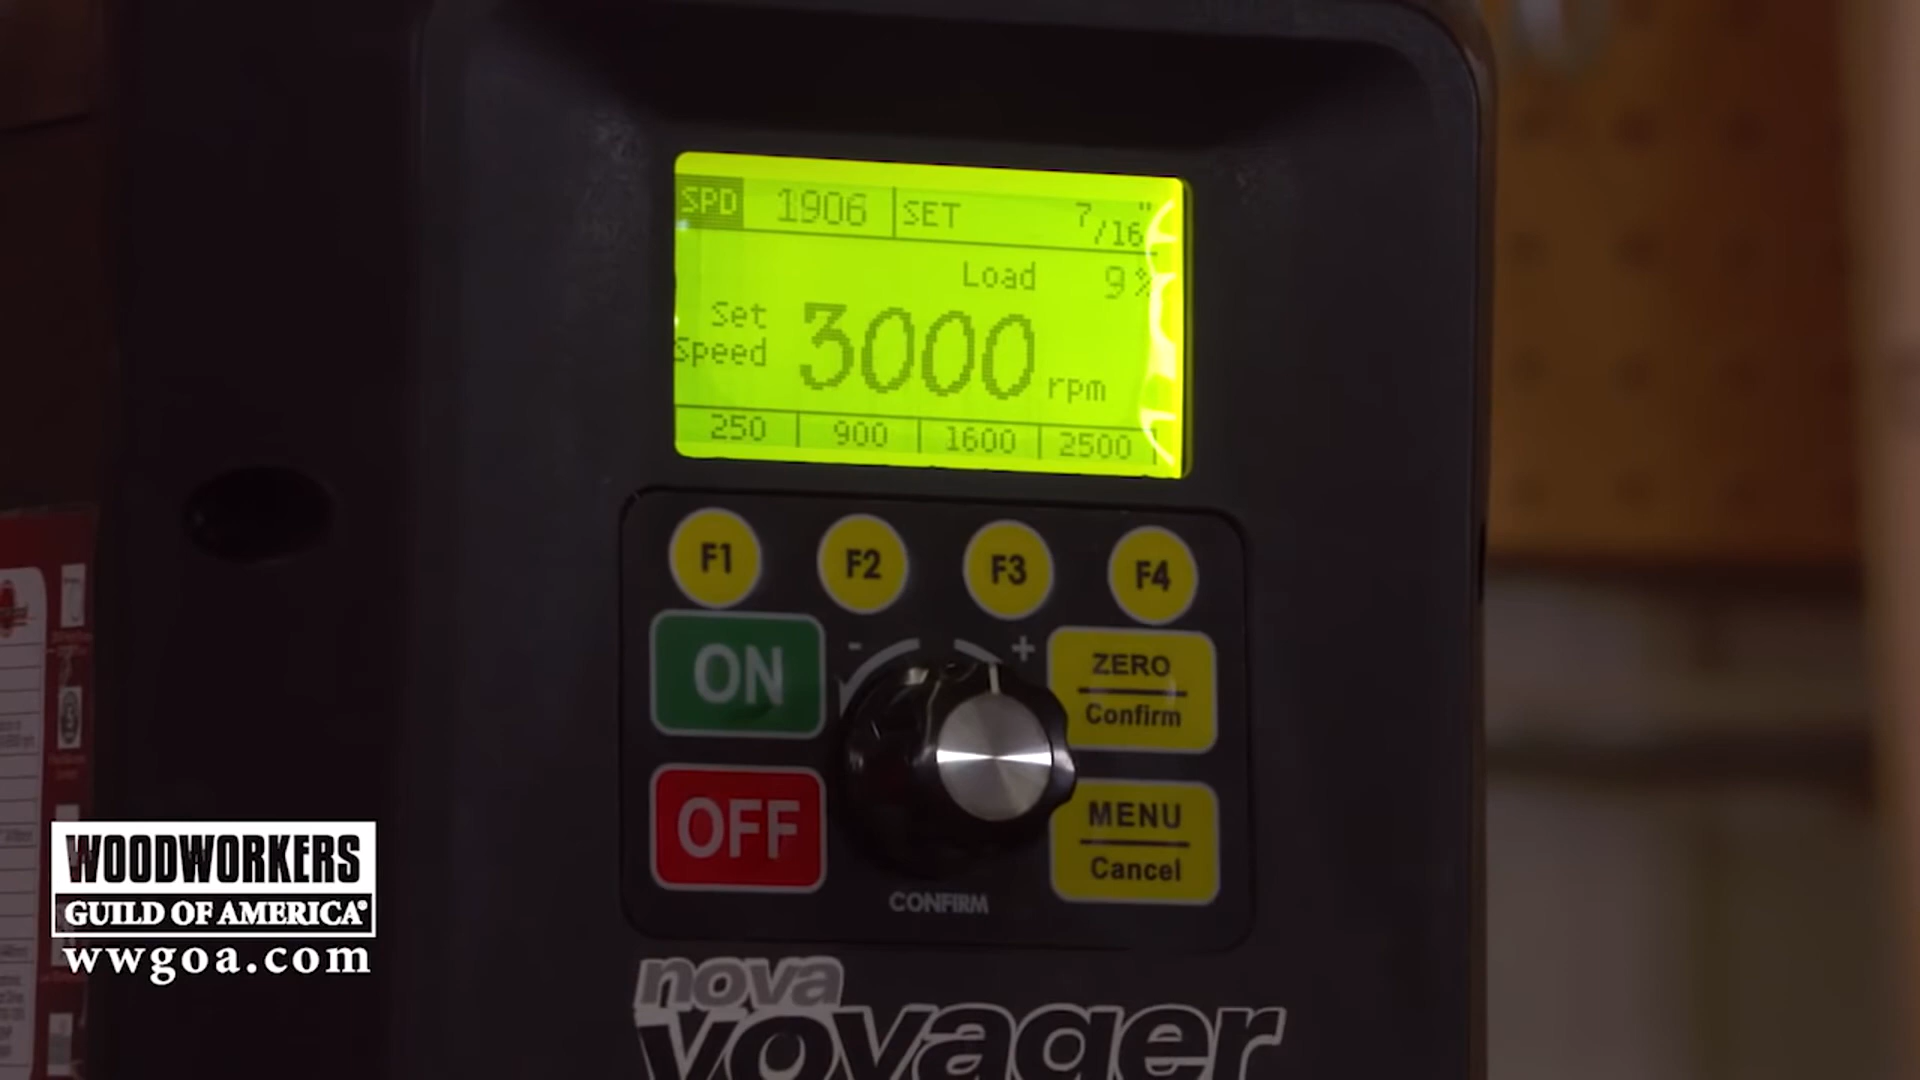 SPD 1906 SET 7/16"
Load 9%
Set
Speed 3000 rpm
250 900 1600 2500
F1 F2 F3 F4
- +
ON
ZERO
Confirm
OFF
MENU
Cancel
CONFIRM
nova
voyager
WOODWORKERS
GUILD OF AMERICA®
wwgoa.com